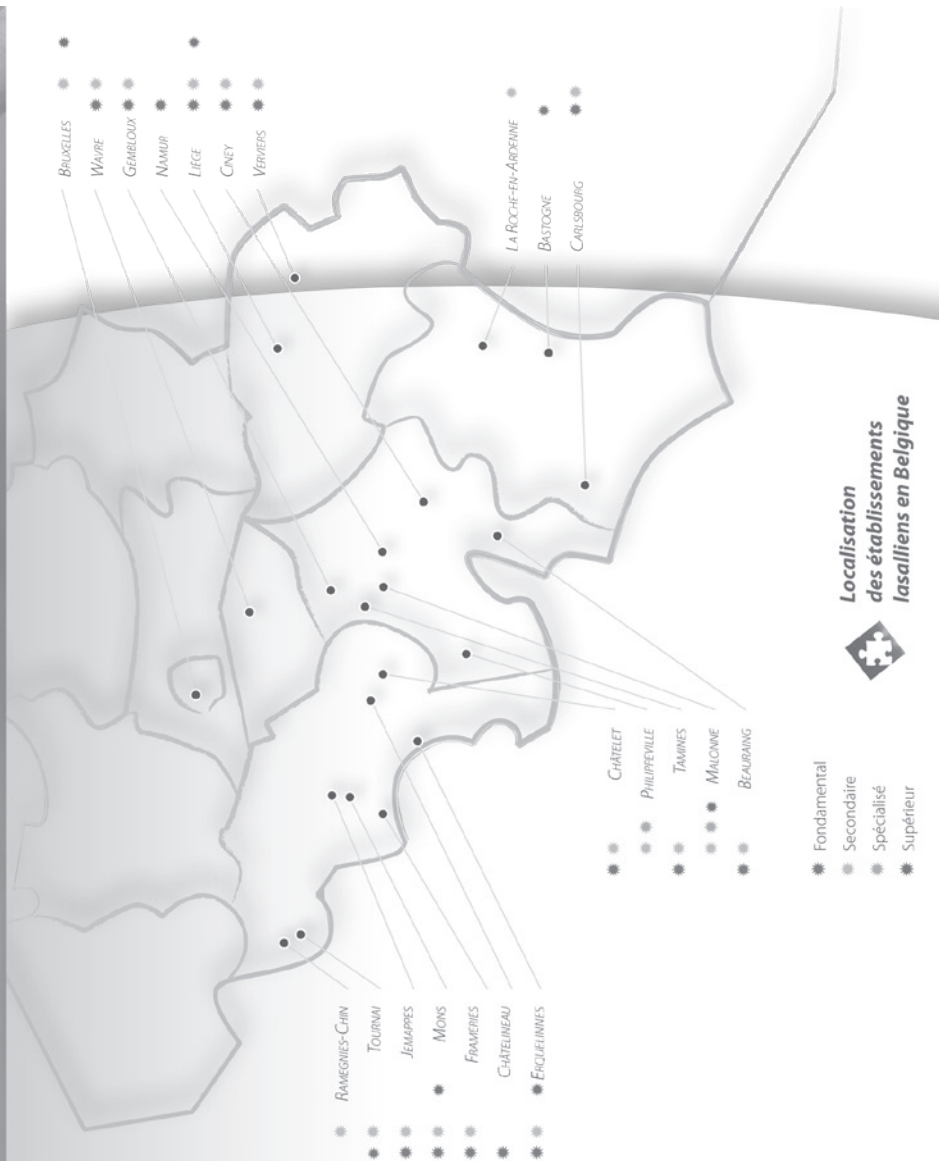 BRUXELLES
WAVRE
GEMBLOUX
NAMUR
LIÈGE
CINEY
VERVIERS
LA ROCHE-EN-ARDENNE
BASTOGNE
CARLSBOURG
RAMEGNIES-CHIN
TOURNAI
JEMAPPES
MONS
FRAMERIES
CHÂTELINEAU
ERQUELINNES
CHÂTELET
PHILIPPEVILLE
TAMINES
MALONNE
BEAURAING
Fondamental
Secondaire
Spécialisé
Supérieur
Localisation
des établissements
lasalliens en Belgique